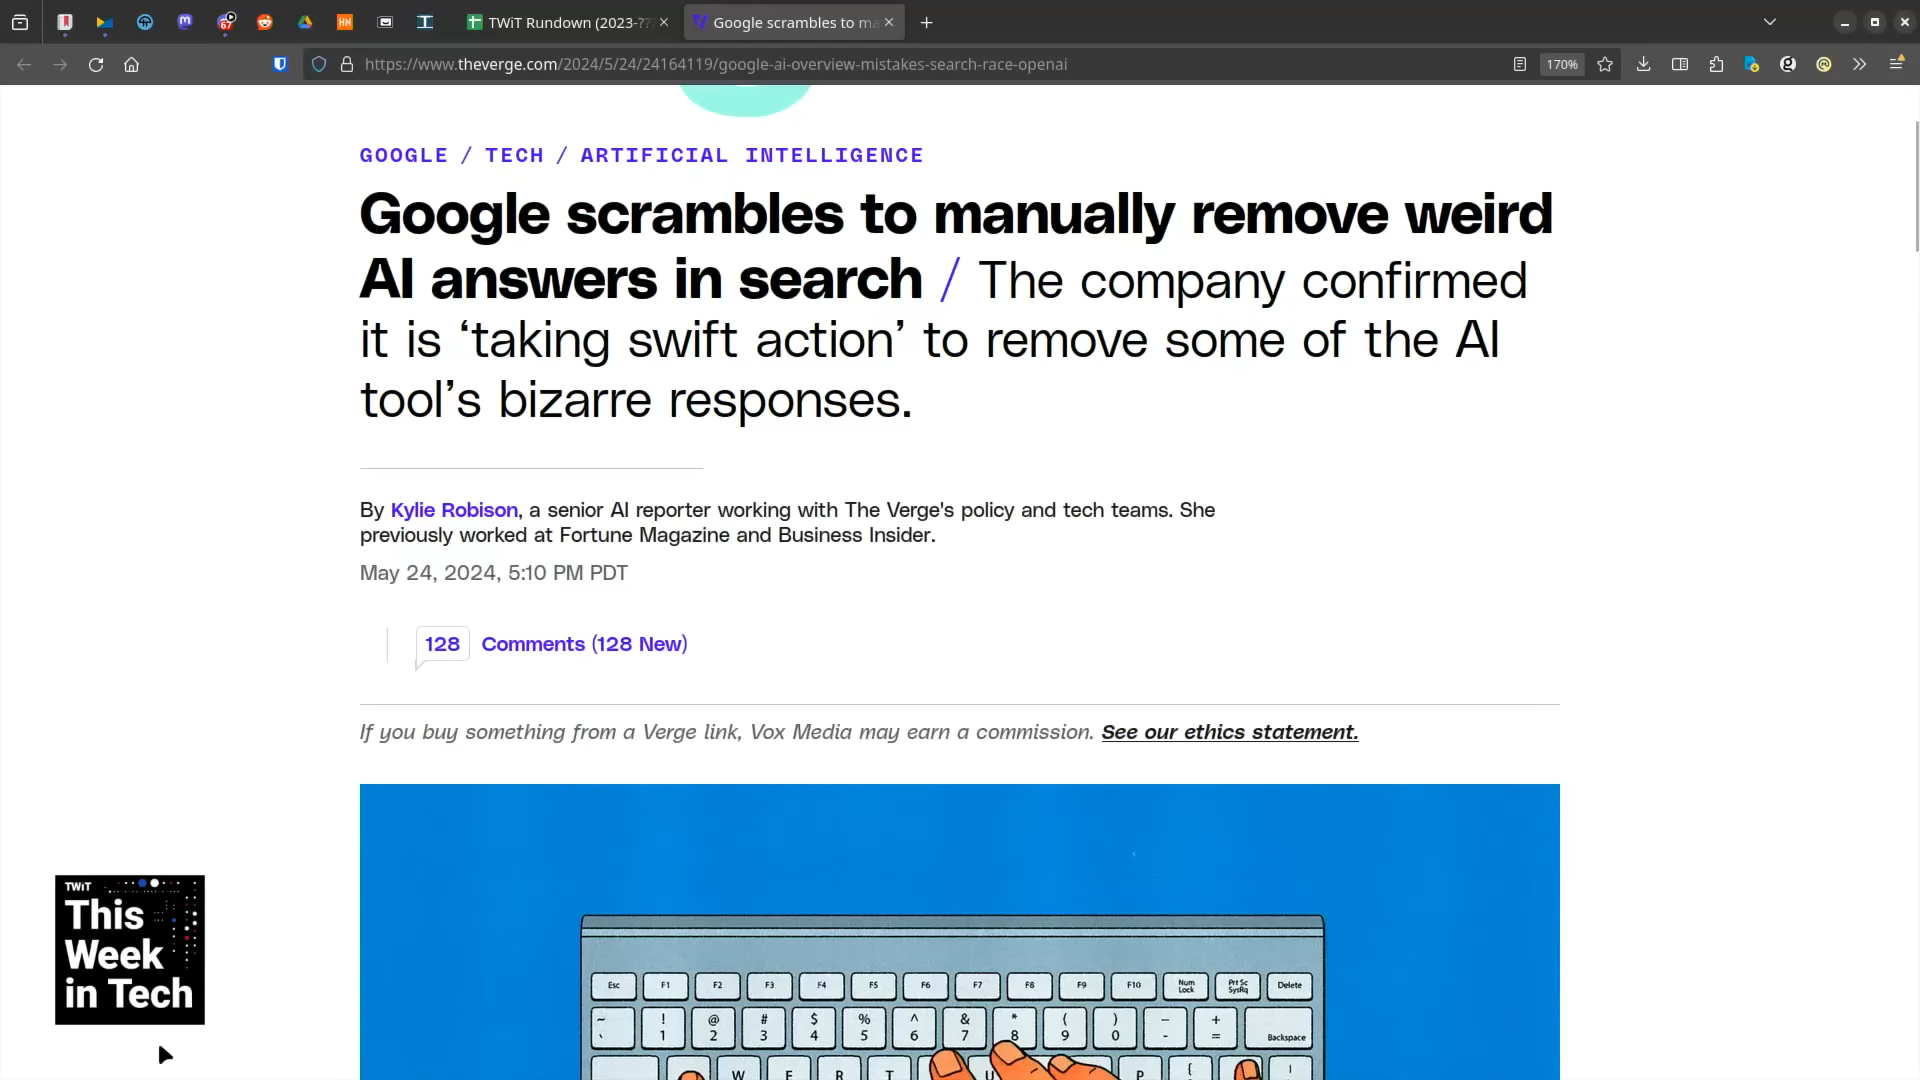 TWiT Rundown (2023-??
Google scrambles to ma
https://www.theverge.com/2024/5/24/24164119/google-ai-overview-mistakes-search-race-openai
170%
GOOGLE / TECH / ARTIFICIAL INTELLIGENCE
Google scrambles to manually remove weird
AI answers in search / The company confirmed
it is ‘taking swift action’ to remove some of the AI
tool’s bizarre responses.
By Kylie Robison, a senior AI reporter working with The Verge's policy and tech teams. She
previously worked at Fortune Magazine and Business Insider.
May 24, 2024, 5:10 PM PDT
128 Comments (128 New)
If you buy something from a Verge link, Vox Media may earn a commission. See our ethics statement.
TWiT
This
Week
in Tech
Esc F1 F2 F3 F4 F5 F6 F7 F8 F9 F10 Num Lock Prt Sc SysRq Delete
~ ! @ # $ % ^ & * ( ) – +
` 1 2 3 4 5 6 7 8 9 0 - = Backspace
W E R T U P {